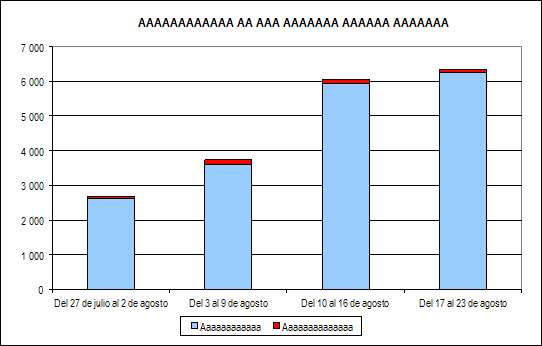 AAAAAAAAAAAA AA AAA AAAAAAA AAAAAA AAAAAAA
7 000
6 000
5 000
4 000
3 000
2 000
1 000
0
Del 27 de julio al 2 de agosto Del 3 al 9 de agosto Del 10 al 16 de agosto Del 17 al 23 de agosto
Aaaaaaaaaaaa Aaaaaaaaaaaaaa